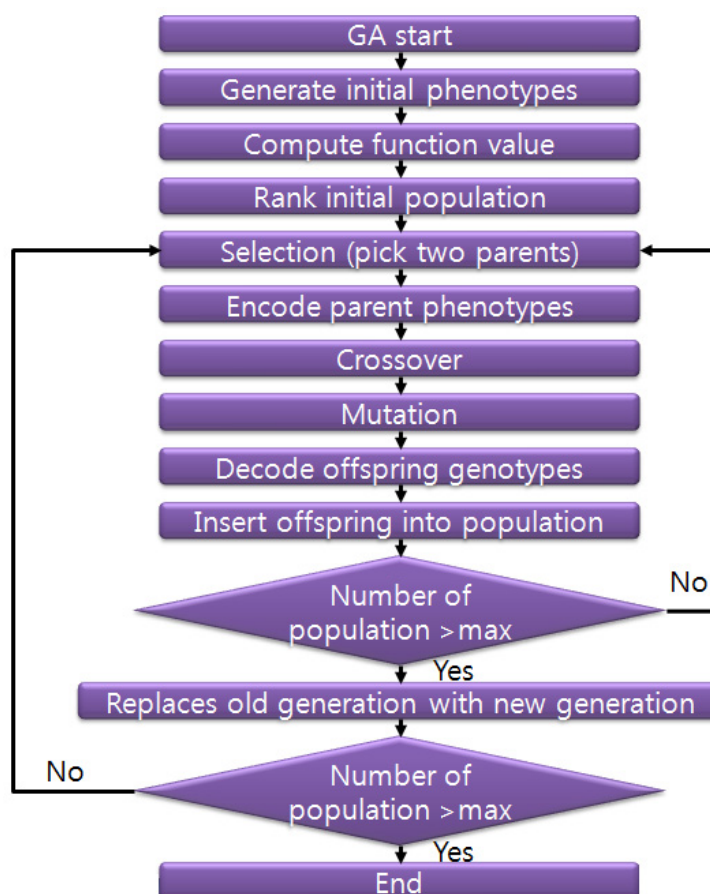 GA start
Generate initial phenotypes
Compute function value
Rank initial population
Selection (pick two parents)
Encode parent phenotypes
Crossover
Mutation
Decode offspring genotypes
Insert offspring into population
Number of
population >max
No
Yes
Replaces old generation with new generation
No
Number of
population >max
Yes
End